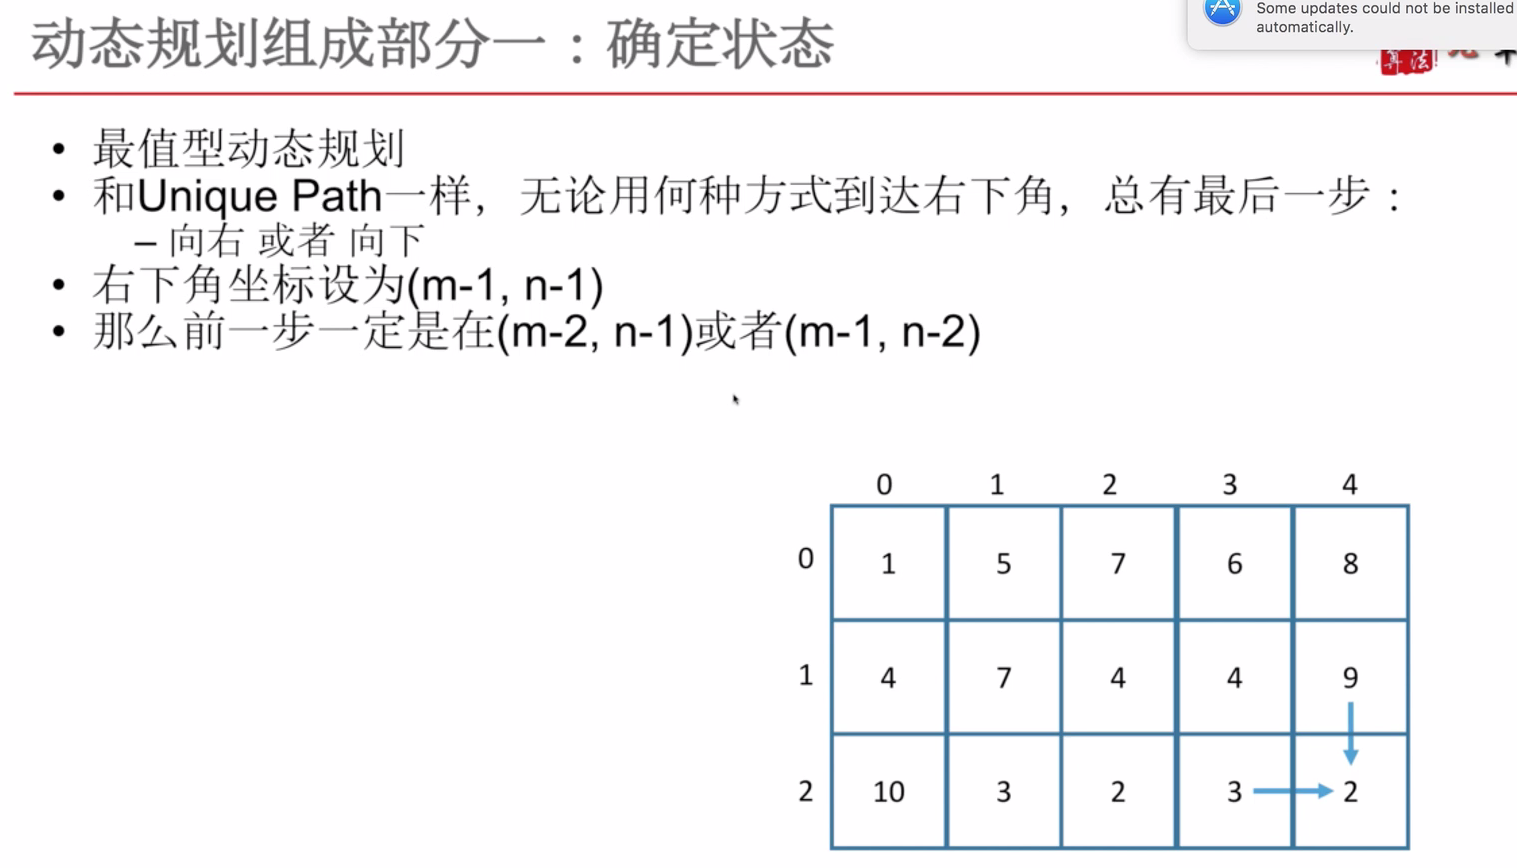 动态规划组成部分一：确定状态
Some updates could not be installed
automatically.
算法
• 最值型动态规划
• 和Unique Path一样，无论用何种方式到达右下角，总有最后一步：
– 向右 或者 向下
• 右下角坐标设为(m-1, n-1)
• 那么前一步一定是在(m-2, n-1)或者(m-1, n-2)
0 1 2 3 4
0 1 5 7 6 8
1 4 7 4 4 9
2 10 3 2 3 2